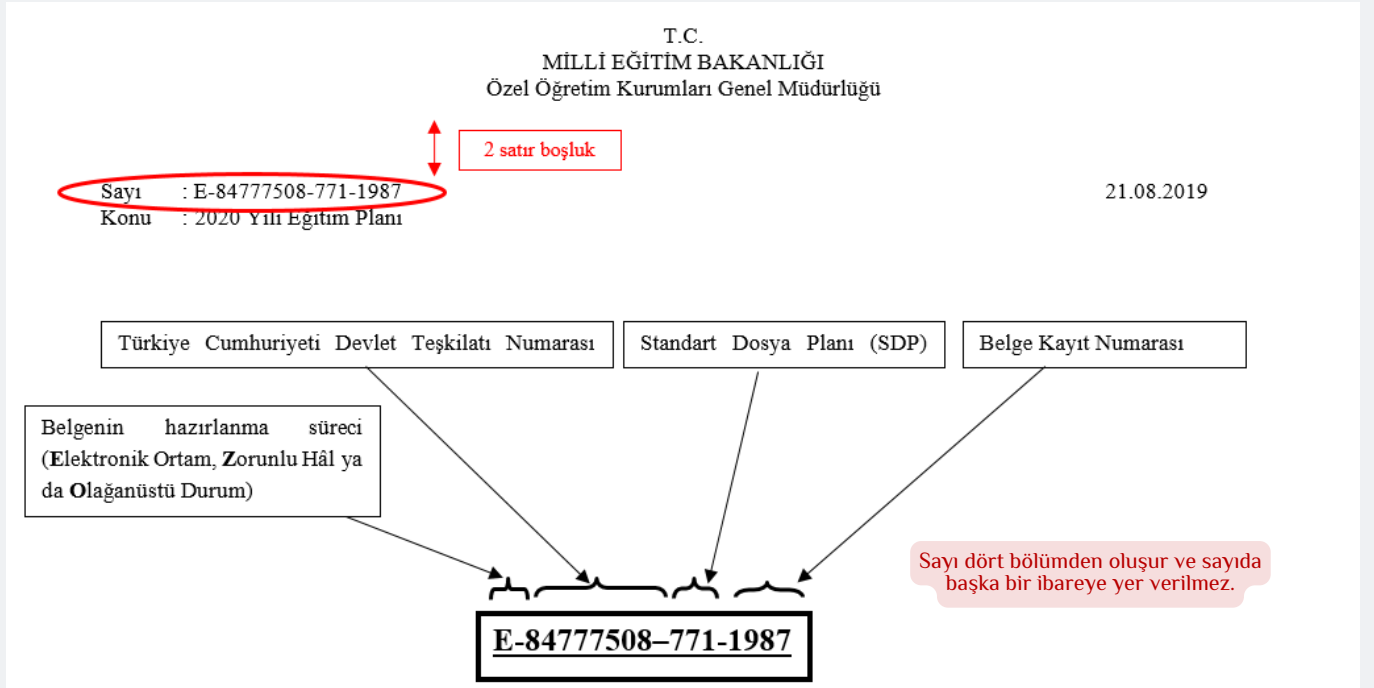 T.C.
MİLLİ EĞİTİM BAKANLIĞI
Özel Öğretim Kurumları Genel Müdürlüğü
2 satır boşluk
Sayı : E-84777508-771-1987 21.08.2019
Konu : 2020 Yılı Eğitim Planı
Türkiye Cumhuriyeti Devlet Teşkilatı Numarası
Standart Dosya Planı (SDP)
Belge Kayıt Numarası
Belgenin hazırlanma süreci
(Elektronik Ortam, Zorunlu Hâl ya
da Olağanüstü Durum)
Sayı dört bölümden oluşur ve sayıda
başka bir ibareye yer verilmez.
E-84777508–771-1987